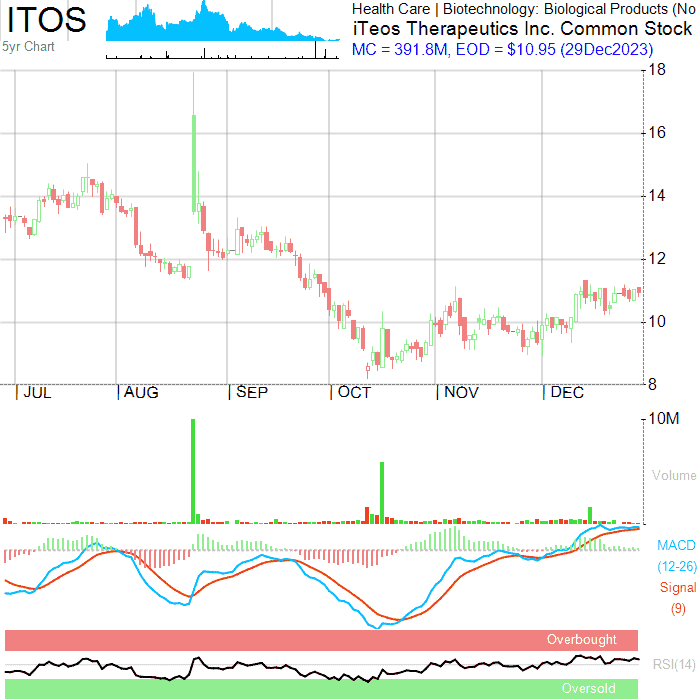 ITOS
5yr Chart
Health Care | Biotechnology: Biological Products (No
iTeos Therapeutics Inc. Common Stock
MC = 391.8M, EOD = $10.95 (29Dec2023)
18
16
14
12
10
8
| JUL | AUG | SEP | OCT | NOV | DEC
10M
Volume
MACD
(12-26)
Signal
(9)
Overbought
RSI(14)
Oversold